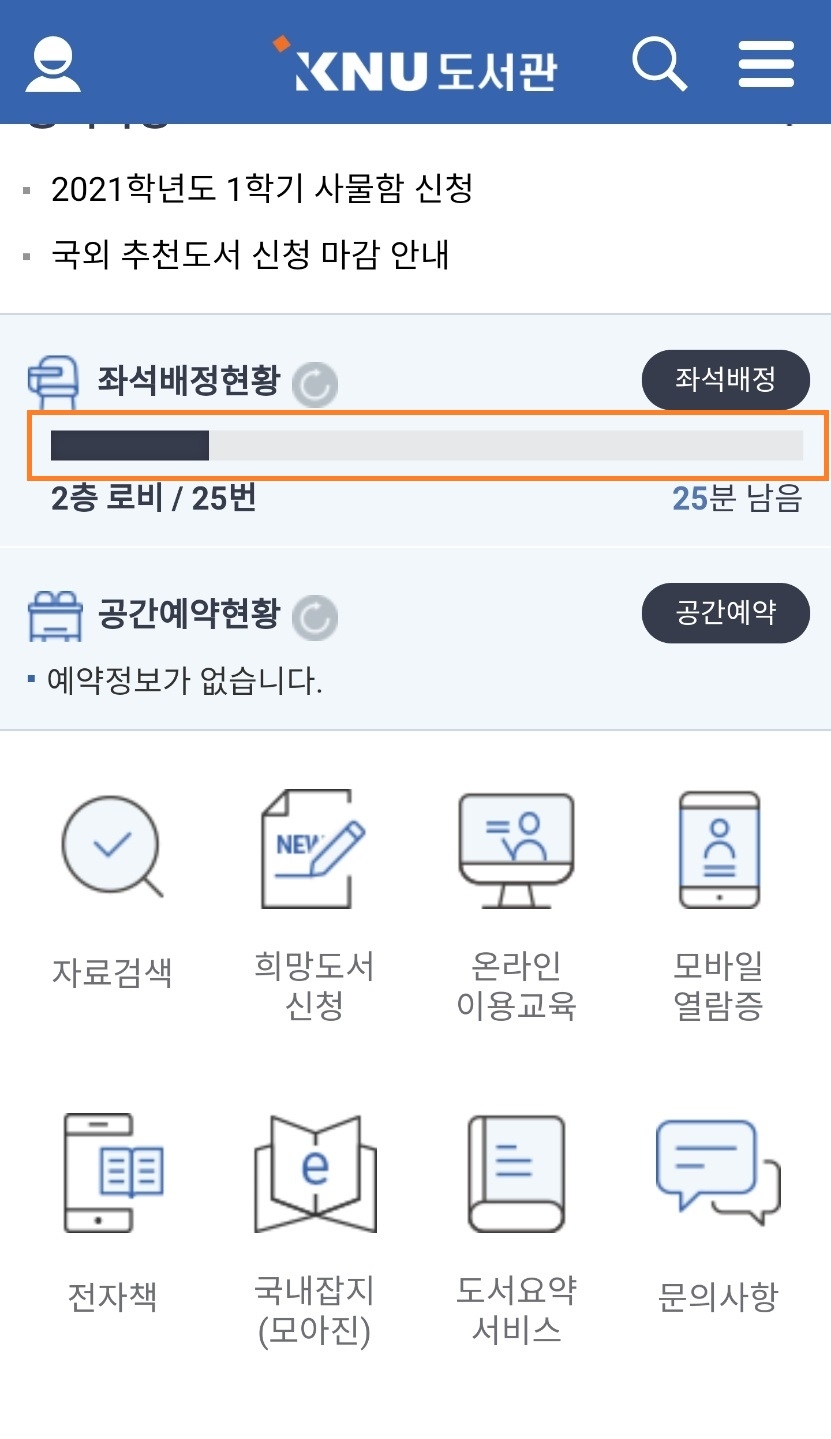 KNU 도서관
2021학년도 1학기 사물함 신청
국외 추천도서 신청 마감 안내
좌석배정현황
좌석배정
2층 로비 / 25번
25분 남음
공간예약현황
공간예약
예약정보가 없습니다.
자료검색
NEW
희망도서
신청
온라인
이용교육
모바일
열람증
전자책
e
국내잡지
(모아진)
도서요약
서비스
문의사항